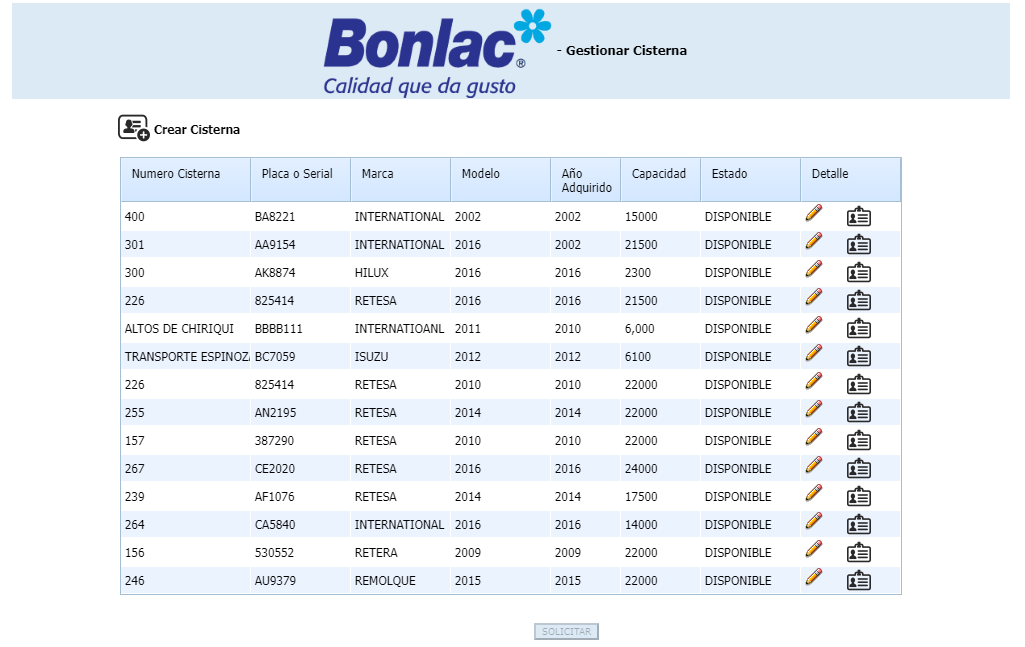 Bonlac® - Gestionar Cisterna
Calidad que da gusto
Crear Cisterna
Numero Cisterna Placa o Serial Marca Modelo Año Adquirido Capacidad Estado Detalle
400 BA8221 INTERNATIONAL 2002 2002 15000 DISPONIBLE
301 AA9154 INTERNATIONAL 2016 2002 21500 DISPONIBLE
300 AK8874 HILUX 2016 2016 2300 DISPONIBLE
226 825414 RETESA 2016 2016 21500 DISPONIBLE
ALTOS DE CHIRIQUI BBBB111 INTERNATIOANL 2011 2010 6,000 DISPONIBLE
TRANSPORTE ESPINOZA BC7059 ISUZU 2012 2012 6100 DISPONIBLE
226 825414 RETESA 2010 2010 22000 DISPONIBLE
255 AN2195 RETESA 2014 2014 22000 DISPONIBLE
157 387290 RETESA 2010 2010 22000 DISPONIBLE
267 CE2020 RETESA 2016 2016 24000 DISPONIBLE
239 AF1076 RETESA 2014 2014 17500 DISPONIBLE
264 CA5840 INTERNATIONAL 2016 2016 14000 DISPONIBLE
156 530552 RETERA 2009 2009 22000 DISPONIBLE
246 AU9379 REMOLQUE 2015 2015 22000 DISPONIBLE
SOLICITAR